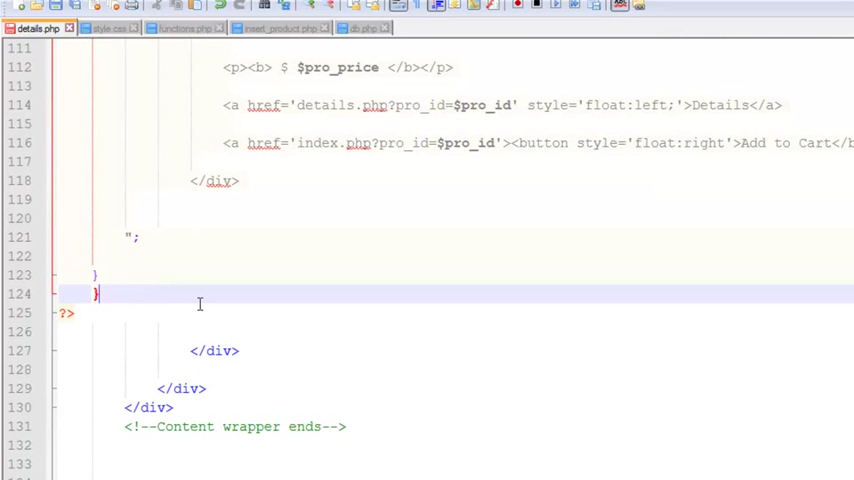 details.php style.css functions.php insert_product.php db.php
111
112 <p><b> $ $pro_price </b></p>
113
114 <a href='details.php?pro_id=$pro_id' style='float:left;'>Details</a>
115
116 <a href='index.php?pro_id=$pro_id'><button style='float:right'>Add to Cart</b
117
118 </div>
119
120
121 ";
122
123 }
124 }
125 ?>
126
127 </div>
128
129 </div>
130 </div>
131 <!--Content wrapper ends-->
132
133